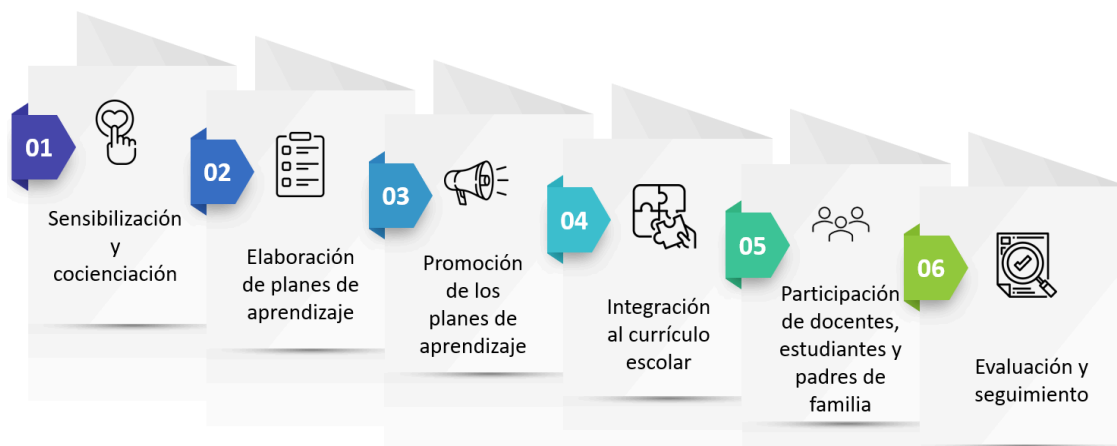 01
Sensibilización
y
cocienciación
02
Elaboración
de planes de
aprendizaje
03
Promoción
de los
planes de
aprendizaje
04
Integración
al currículo
escolar
05
Participación
de docentes,
estudiantes y
padres de
familia
06
Evaluación y
seguimiento